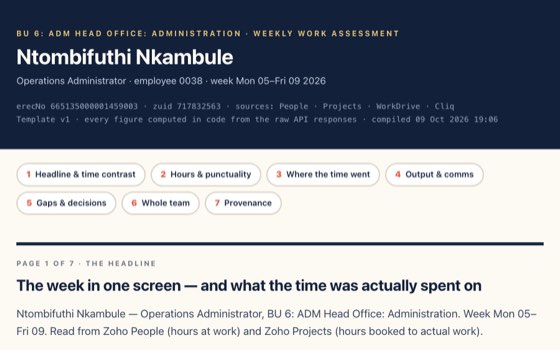 BU 6: ADM HEAD OFFICE: ADMINISTRATION · WEEKLY WORK ASSESSMENT
Ntombifuthi Nkambule
Operations Administrator · employee 0038 · week Mon 05–Fri 09 2026
erecNo 665135000001459003 · zuid 717832563 · sources: People · Projects · WorkDrive · Cliq
Template v1 · every figure computed in code from the raw API responses · compiled 09 Oct 2026 19:06
1 Headline & time contrast
2 Hours & punctuality
3 Where the time went
4 Output & comms
5 Gaps & decisions
6 Whole team
7 Provenance
PAGE 1 OF 7 · THE HEADLINE
The week in one screen — and what the time was actually spent on
Ntombifuthi Nkambule — Operations Administrator, BU 6: ADM Head Office: Administration. Week Mon 05–
Fri 09. Read from Zoho People (hours at work) and Zoho Projects (hours booked to actual work).